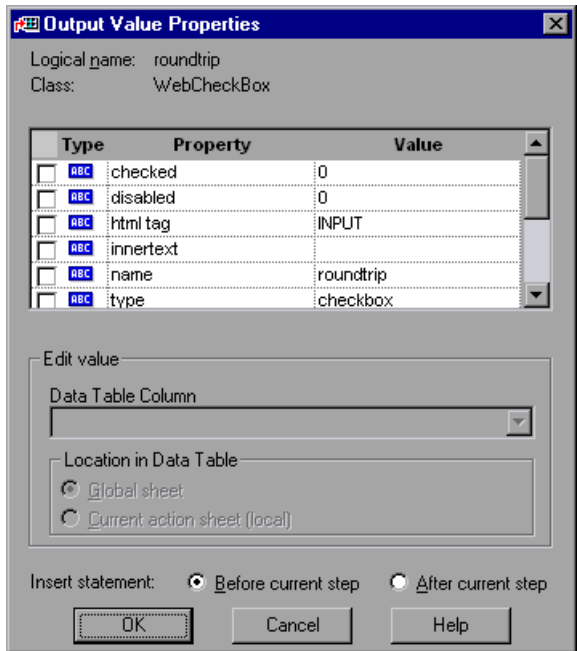 Output Value Properties
Logical name: roundtrip
Class: WebCheckBox
Type Property Value
ABC checked 0
ABC disabled 0
ABC html tag INPUT
ABC innertext
ABC name roundtrip
ABC type checkbox
Edit value
Data Table Column
Location in Data Table
Global sheet
Current action sheet (local)
Insert statement: Before current step After current step
OK Cancel Help